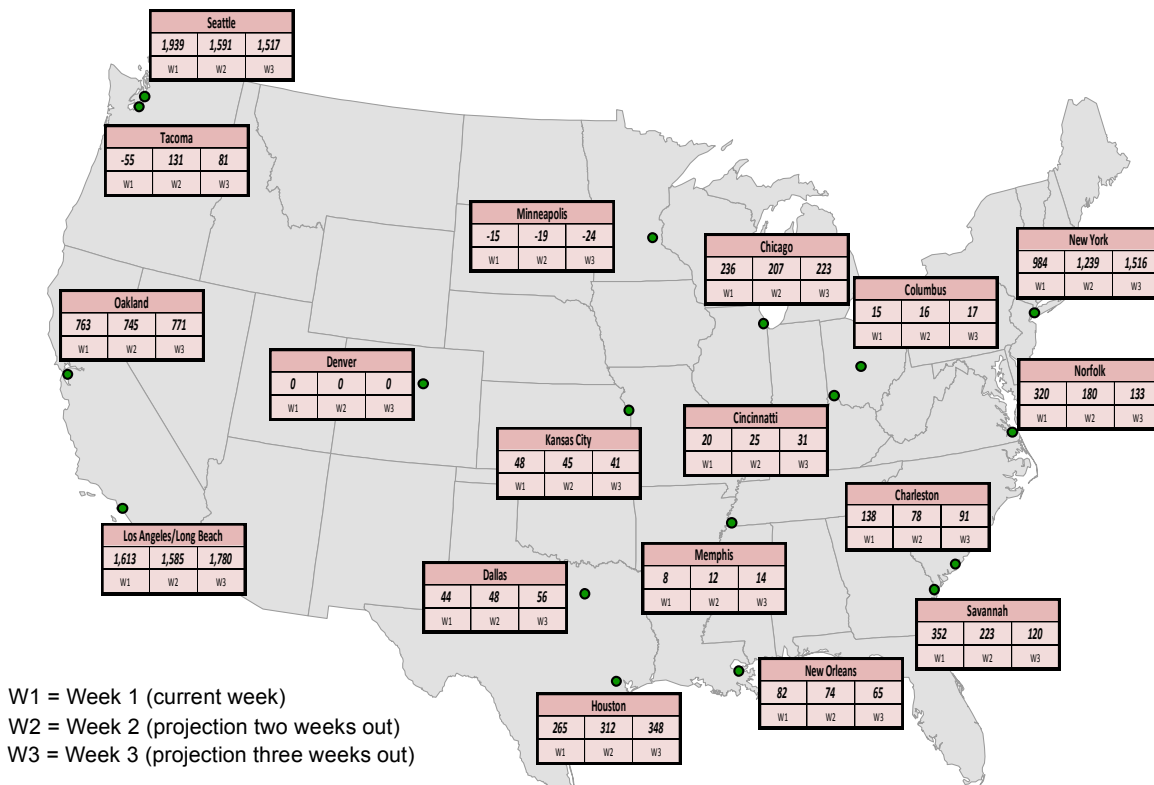 Seattle
1,939 1,591 1,517
W1 W2 W3
Tacoma
-55 131 81
W1 W2 W3
Minneapolis
-15 -19 -24
W1 W2 W3
Chicago
236 207 223
W1 W2 W3
New York
984 1,239 1,516
W1 W2 W3
Columbus
15 16 17
W1 W2 W3
Oakland
763 745 771
W1 W2 W3
Denver
0 0 0
W1 W2 W3
Norfolk
320 180 133
W1 W2 W3
Cincinnatti
20 25 31
W1 W2 W3
Kansas City
48 45 41
W1 W2 W3
Charleston
138 78 91
W1 W2 W3
Los Angeles/Long Beach
1,613 1,585 1,780
W1 W2 W3
Memphis
8 12 14
W1 W2 W3
Dallas
44 48 56
W1 W2 W3
Savannah
352 223 120
W1 W2 W3
New Orleans
82 74 65
W1 W2 W3
Houston
265 312 348
W1 W2 W3
W1 = Week 1 (current week)
W2 = Week 2 (projection two weeks out)
W3 = Week 3 (projection three weeks out)